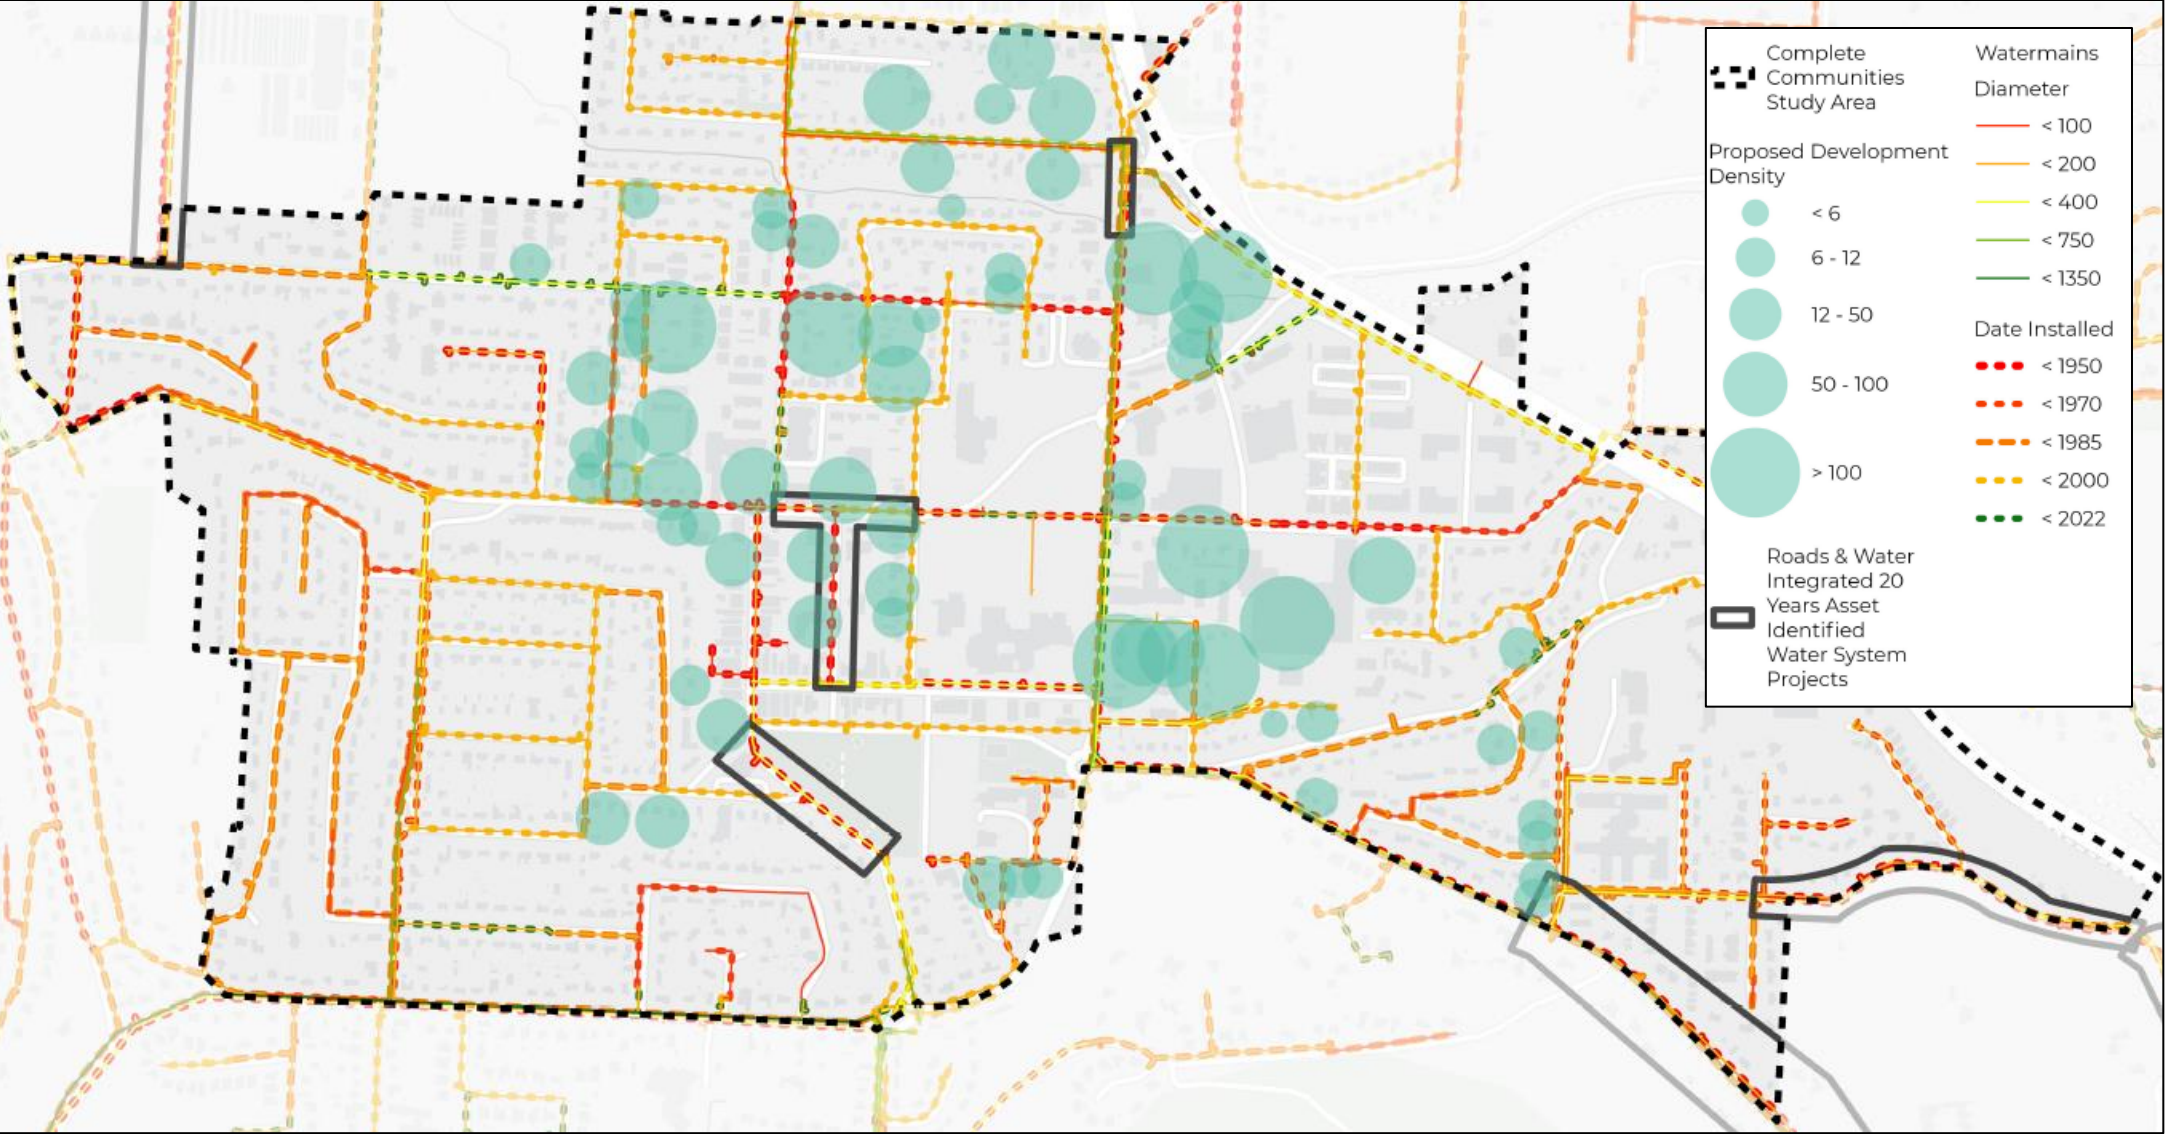 Complete
Communities
Study Area
Proposed Development
Density
< 6
6 - 12
12 - 50
50 - 100
> 100
Roads & Water
Integrated 20
Years Asset
Identified
Water System
Projects
Watermains
Diameter
< 100
< 200
< 400
< 750
< 1350
Date Installed
< 1950
< 1970
< 1985
< 2000
< 2022